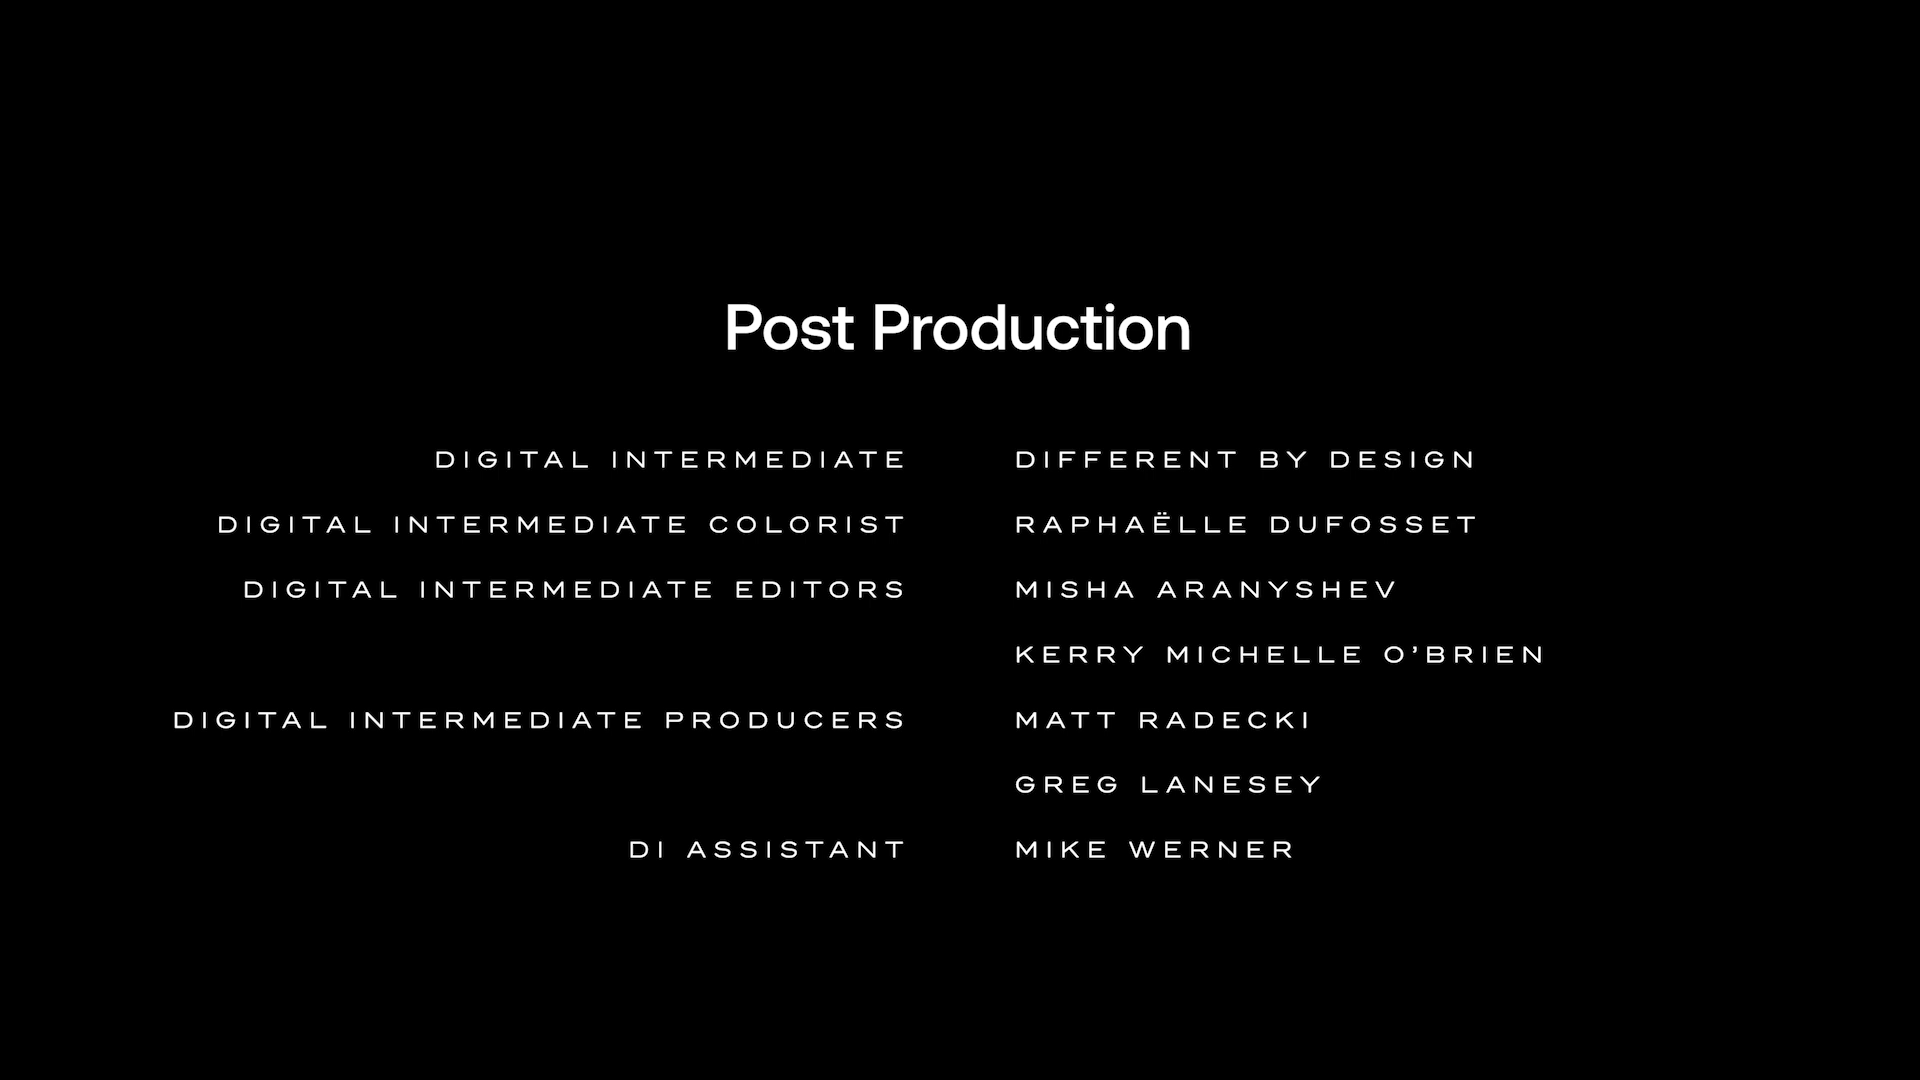 Post Production
DIGITAL INTERMEDIATE DIFFERENT BY DESIGN
DIGITAL INTERMEDIATE COLORIST RAPHAËLLE DUFOSSET
DIGITAL INTERMEDIATE EDITORS MISHA ARANYSHEV
KERRY MICHELLE O’BRIEN
DIGITAL INTERMEDIATE PRODUCERS MATT RADECKI
GREG LANESEY
DI ASSISTANT MIKE WERNER